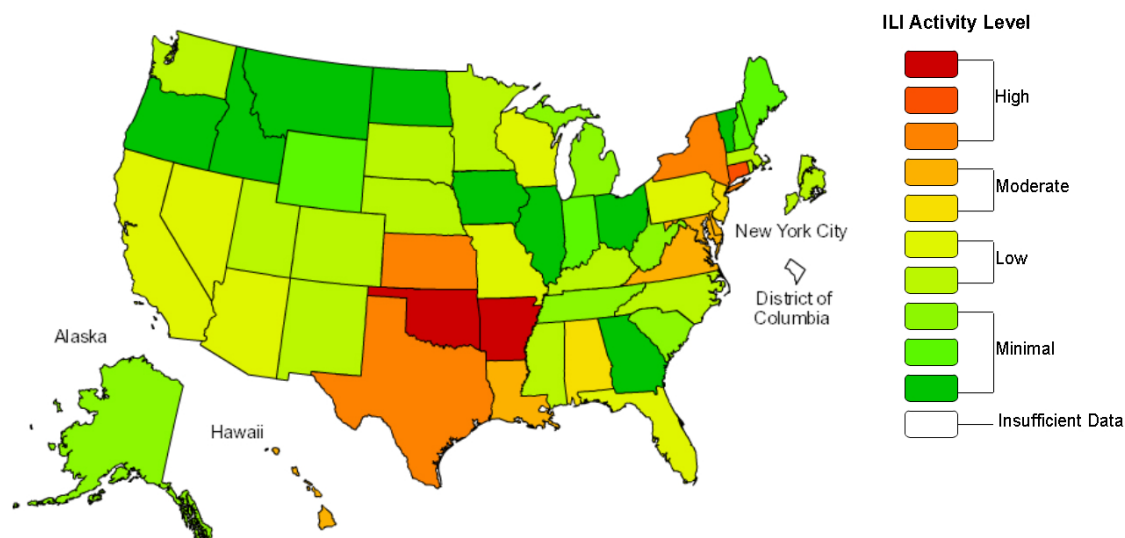 ILI Activity Level
High
Moderate
New York City
Low
District of
Columbia
Alaska
Minimal
Insufficient Data
Hawaii